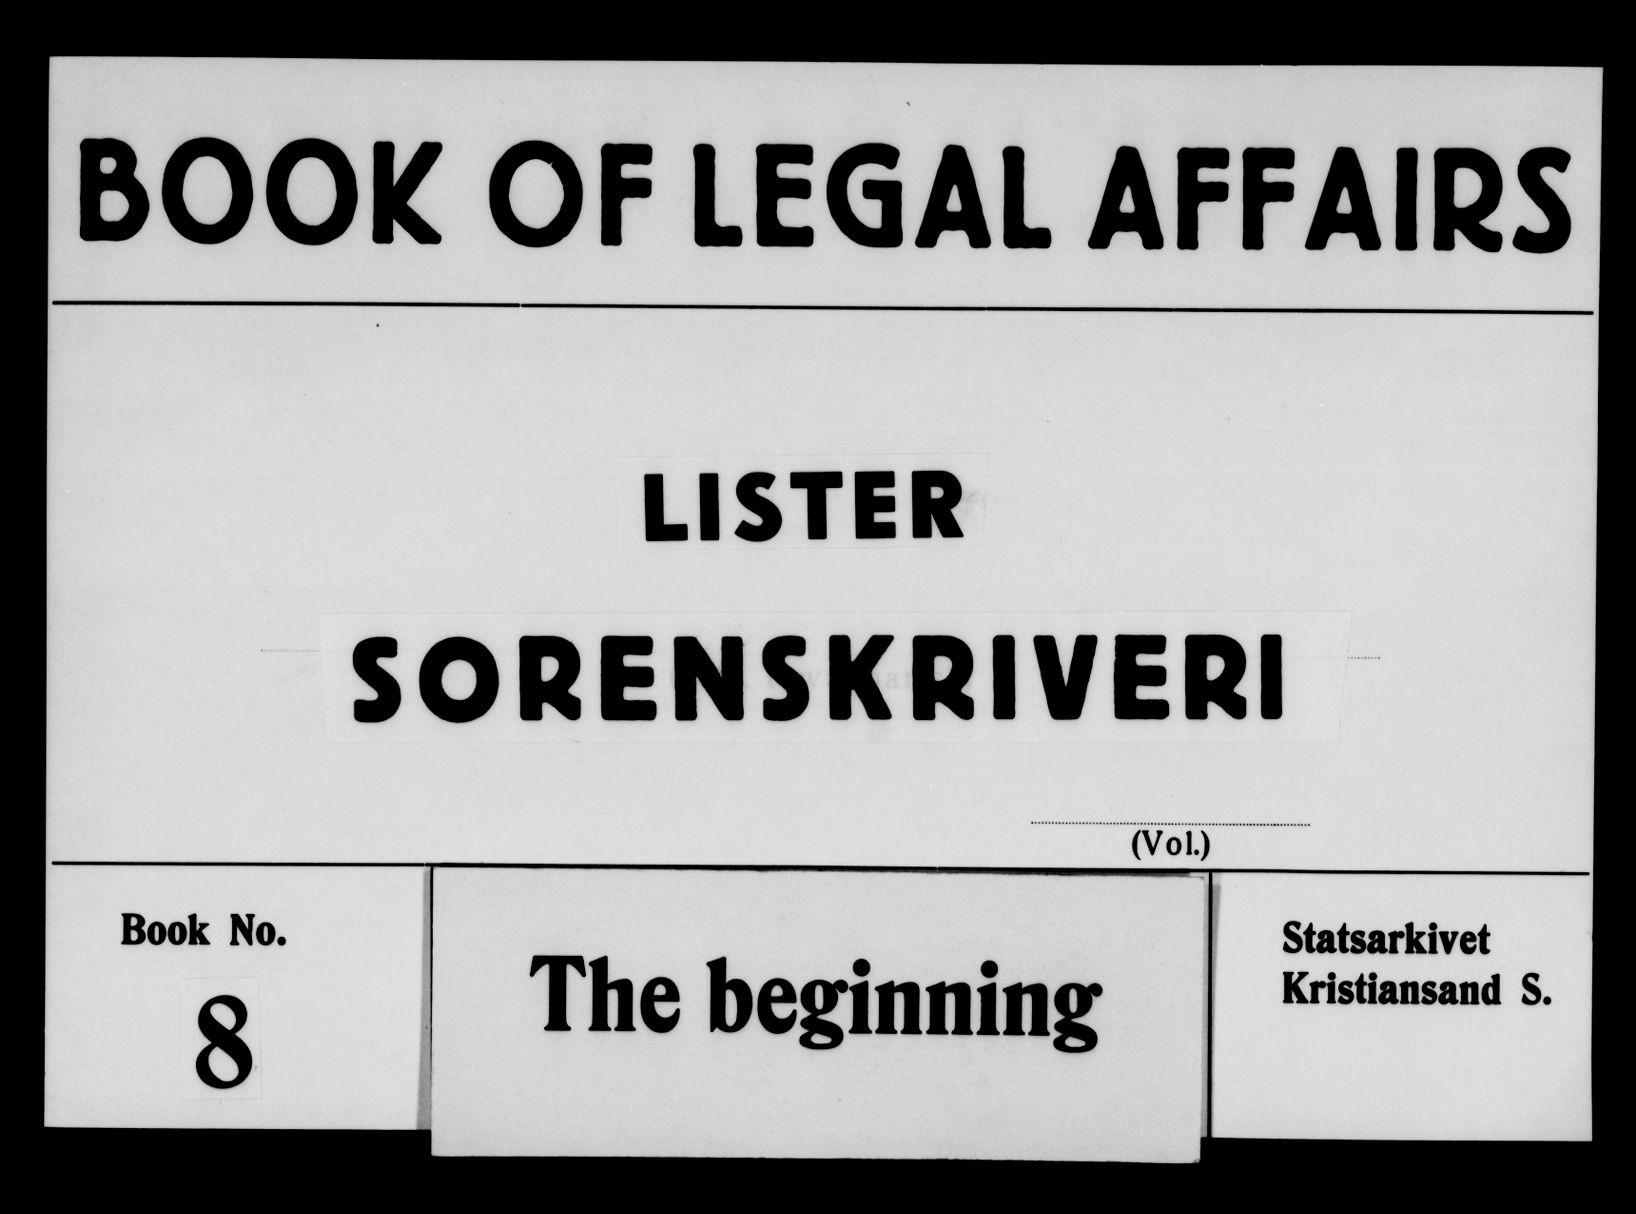 BOOK OF LEGAL AFFAIRS
LISTER
SORENSKRIVERI
(Vol.)
Book No.
8
The beginning
Statsarkivet
Kristiansand S.